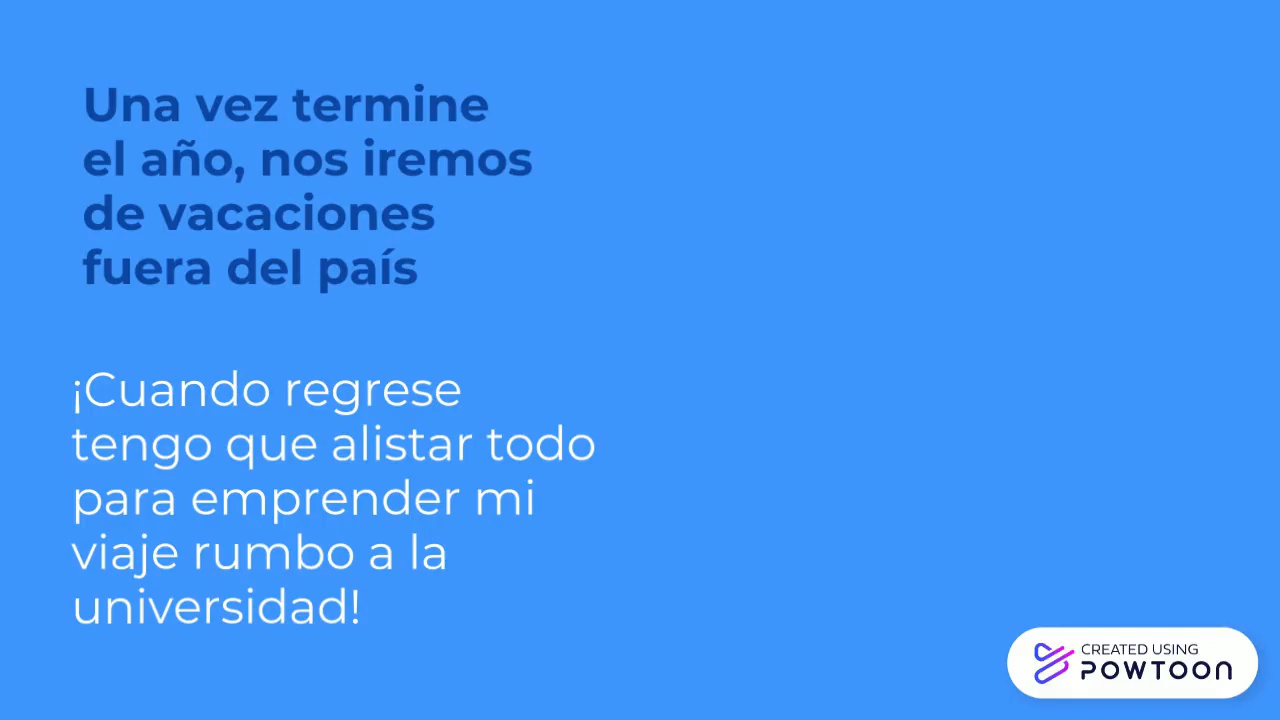 Una vez termine
el año, nos iremos
de vacaciones
fuera del país
¡Cuando regrese
tengo que alistar todo
para emprender mi
viaje rumbo a la
universidad!
CREATED USING
POWTOON